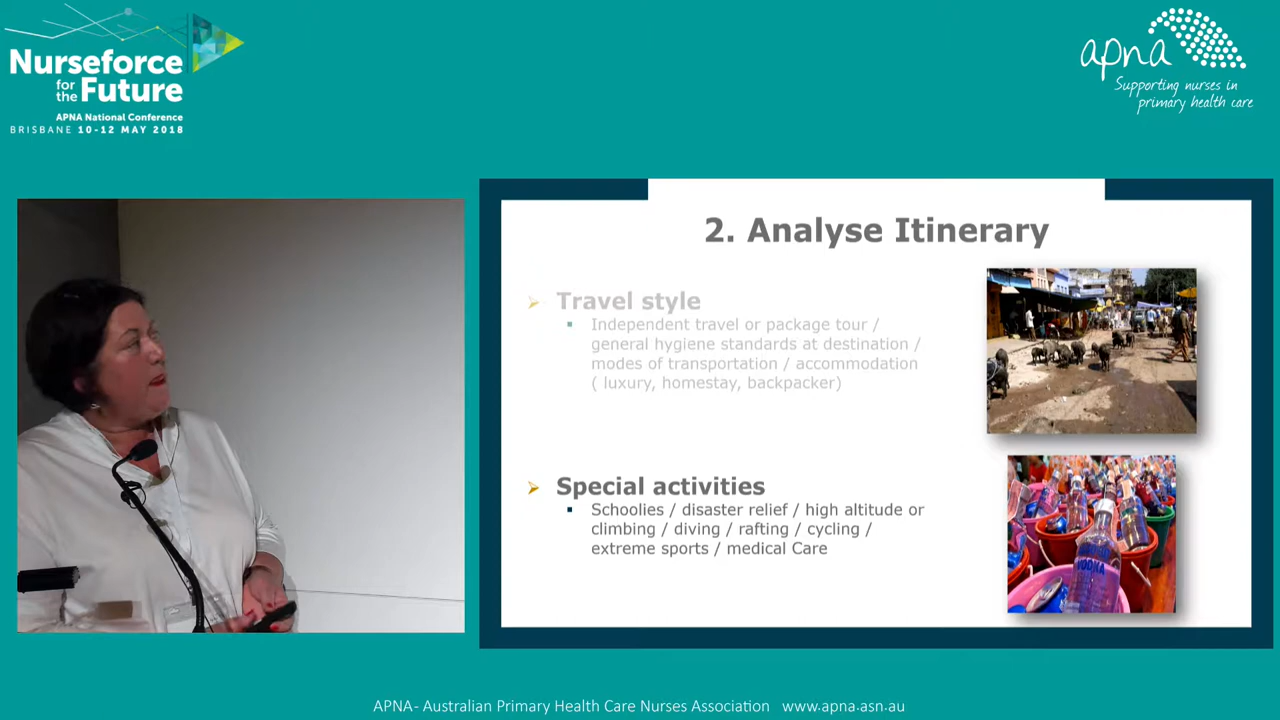 Nurseforce
for the Future
APNA National Conference
BRISBANE 10-12 MAY 2018
apna
Supporting nurses in
primary health care
2. Analyse Itinerary
Travel style
Independent travel or package tour /
general hygiene standards at destination /
modes of transportation / accommodation
( luxury, homestay, backpacker)
Special activities
Schoolies / disaster relief / high altitude or
climbing / diving / rafting / cycling /
extreme sports / medical Care
VODKA
APNA- Australian Primary Health Care Nurses Association www.apna.asn.au